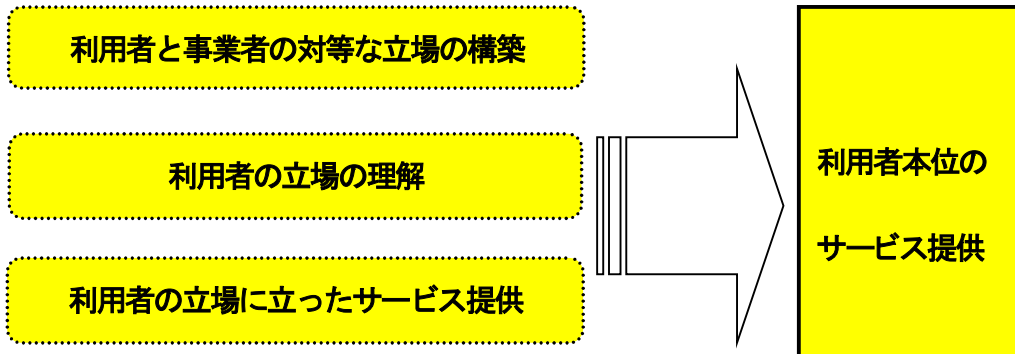 利用者と事業者の対等な立場の構築
利用者の立場の理解
利用者の立場に立ったサービス提供
利用者本位の
サービス提供